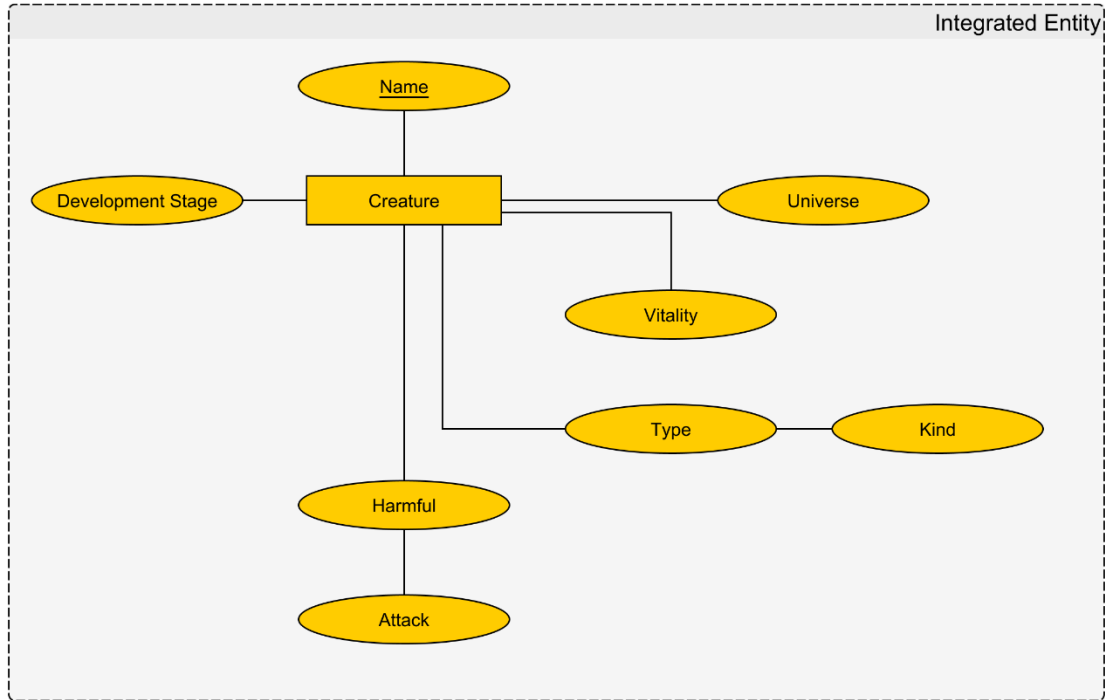 Integrated Entity
Name
Development Stage
Creature
Universe
Vitality
Type
Kind
Harmful
Attack